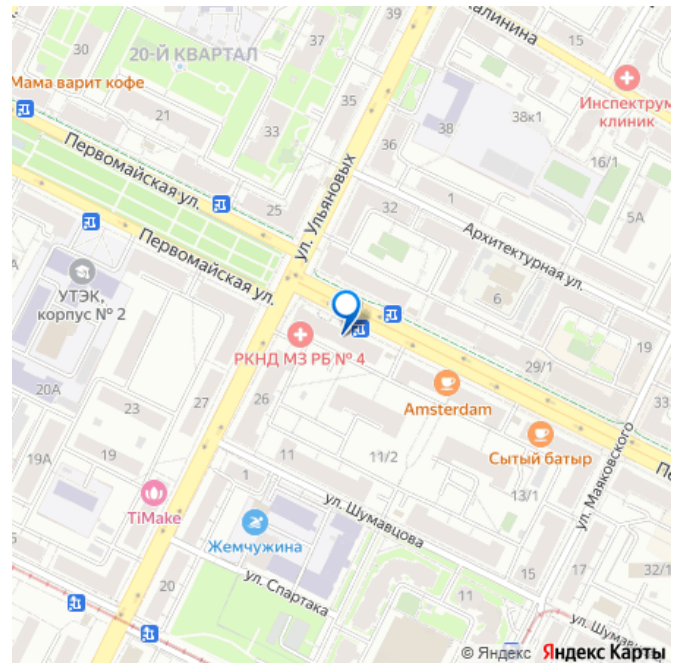 КАЛИНИНА
37
39
15
30
20-Й КВАРТАЛ
Мама варит кофе
Инспектрум
клиник
35
21
33
38
38к1
36
16/1
Первомайская ул.
ул. Ульяновых
25
32
1
5А
Архитектурная ул.
Первомайская ул.
УТЭК,
корпус № 2
6
19
РКНД МЗ РБ № 4
29/1
20А
Amsterdam
33
23
27
26
Сытый батыр
19А
19
11
11/2
ул. Маяковского
TiMake
1
13/1
ул. Шумавцова
Жемчужина
ул. Спартака
20
11
15
17
32/1
ул. Шумавцова
© Яндекс Яндекс Карты